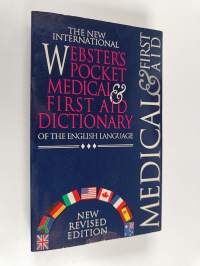 THE NEW
INTERNATIONAL
WEBSTER'S
POCKET
MEDICAL &
FIRST AID
DICTIONARY
OF THE ENGLISH LANGUAGE
NEW
REVISED
EDITION
MEDICAL & FIRST AID